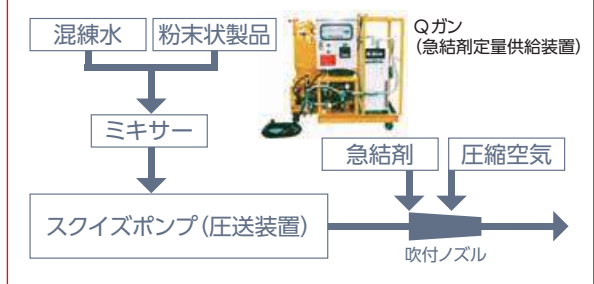 混練水
粉末状製品
Qガン
(急結剤定量供給装置)
ミキサー
急結剤
圧縮空気
スクイズポンプ(圧送装置)
吹付ノズル